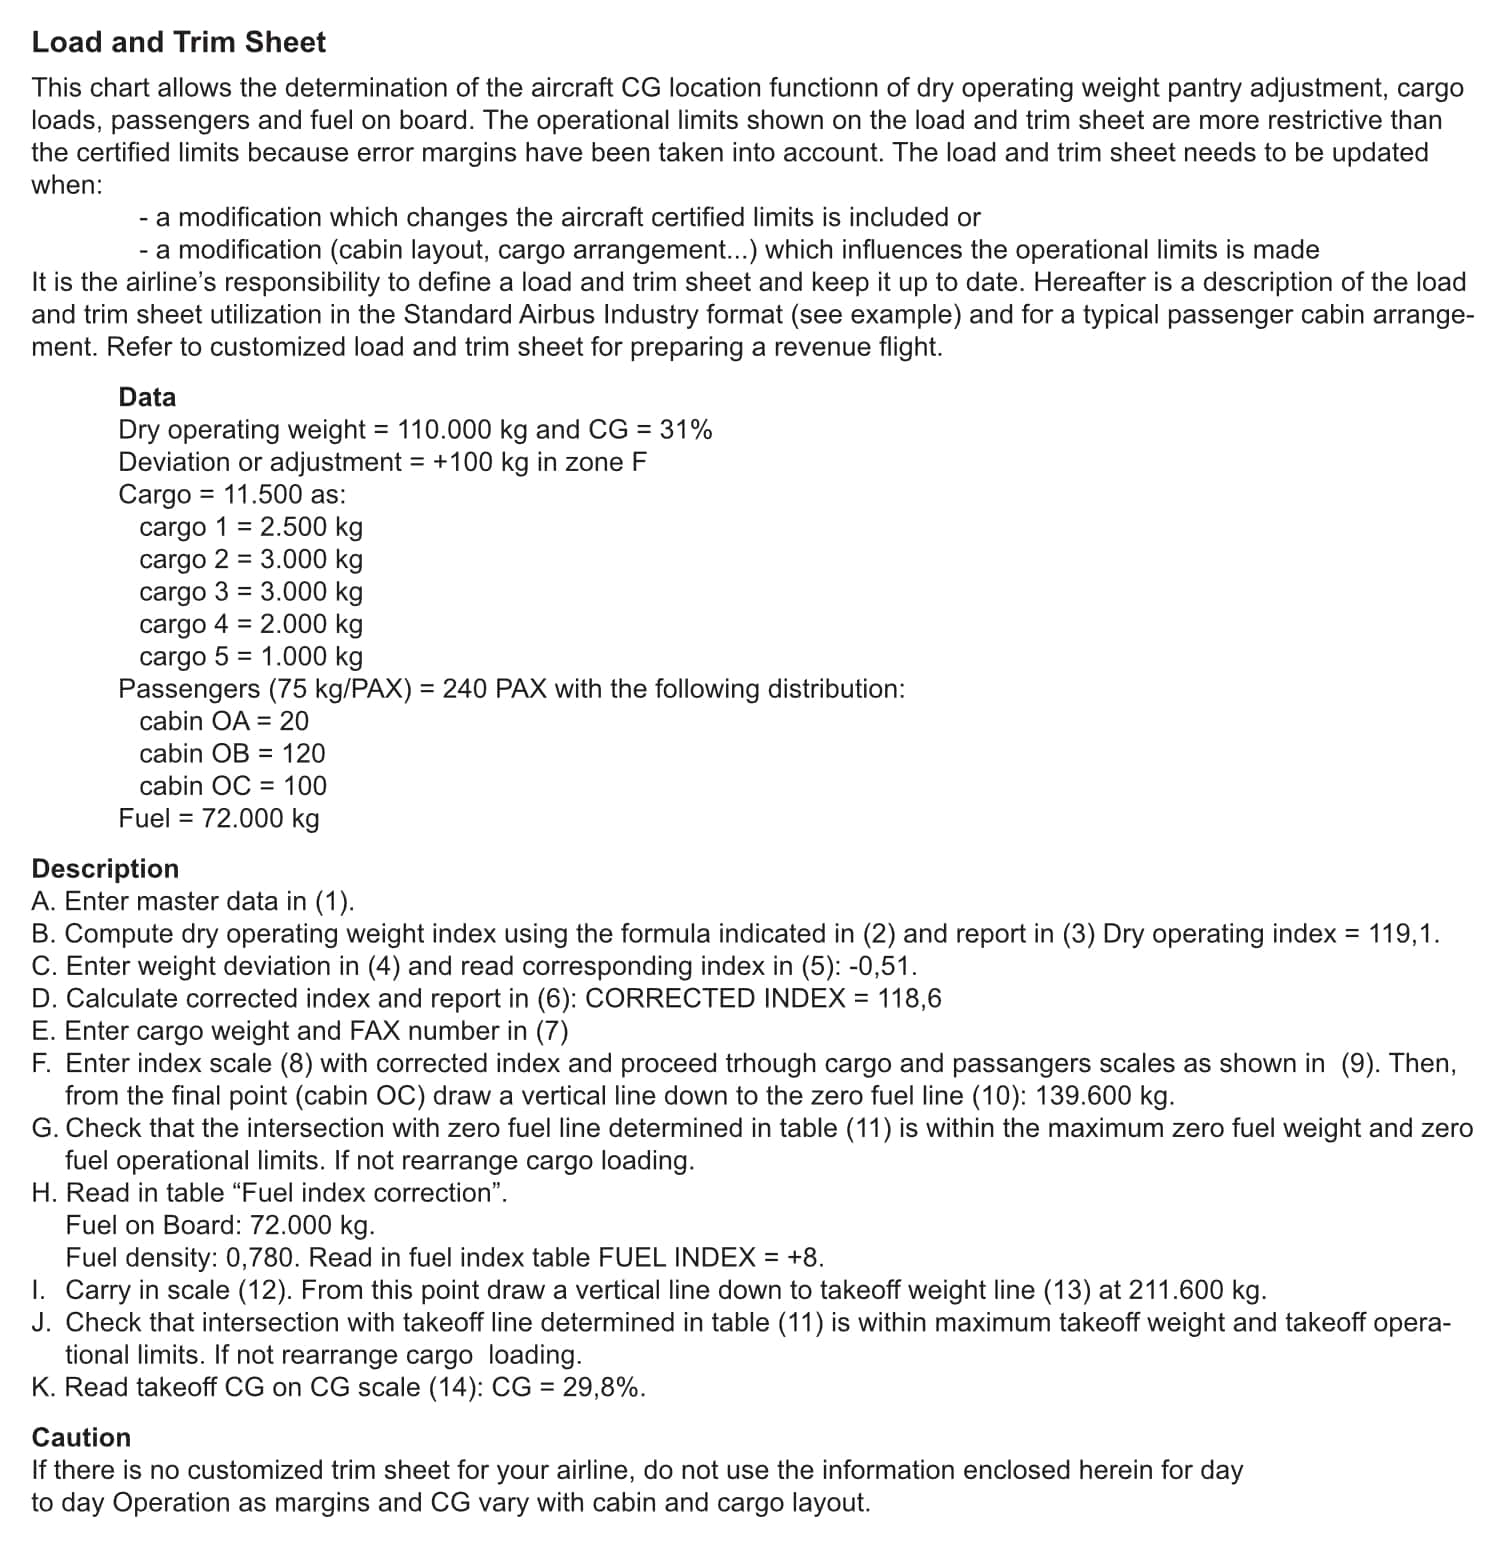 Load and Trim Sheet
This chart allows the determination of the aircraft CG location functionn of dry operating weight pantry adjustment, cargo
loads, passengers and fuel on board. The operational limits shown on the load and trim sheet are more restrictive than
the certified limits because error margins have been taken into account. The load and trim sheet needs to be updated
when:
- a modification which changes the aircraft certified limits is included or
- a modification (cabin layout, cargo arrangement...) which influences the operational limits is made
It is the airline’s responsibility to define a load and trim sheet and keep it up to date. Hereafter is a description of the load
and trim sheet utilization in the Standard Airbus Industry format (see example) and for a typical passenger cabin arrange-
ment. Refer to customized load and trim sheet for preparing a revenue flight.
Data
Dry operating weight = 110.000 kg and CG = 31%
Deviation or adjustment = +100 kg in zone F
Cargo = 11.500 as:
cargo 1 = 2.500 kg
cargo 2 = 3.000 kg
cargo 3 = 3.000 kg
cargo 4 = 2.000 kg
cargo 5 = 1.000 kg
Passengers (75 kg/PAX) = 240 PAX with the following distribution:
cabin OA = 20
cabin OB = 120
cabin OC = 100
Fuel = 72.000 kg
Description
A. Enter master data in (1).
B. Compute dry operating weight index using the formula indicated in (2) and report in (3) Dry operating index = 119,1.
C. Enter weight deviation in (4) and read corresponding index in (5): -0,51.
D. Calculate corrected index and report in (6): CORRECTED INDEX = 118,6
E. Enter cargo weight and FAX number in (7)
F. Enter index scale (8) with corrected index and proceed trhough cargo and passangers scales as shown in (9). Then,
from the final point (cabin OC) draw a vertical line down to the zero fuel line (10): 139.600 kg.
G. Check that the intersection with zero fuel line determined in table (11) is within the maximum zero fuel weight and zero
fuel operational limits. If not rearrange cargo loading.
H. Read in table “Fuel index correction”.
Fuel on Board: 72.000 kg.
Fuel density: 0,780. Read in fuel index table FUEL INDEX = +8.
I. Carry in scale (12). From this point draw a vertical line down to takeoff weight line (13) at 211.600 kg.
J. Check that intersection with takeoff line determined in table (11) is within maximum takeoff weight and takeoff opera-
tional limits. If not rearrange cargo loading.
K. Read takeoff CG on CG scale (14): CG = 29,8%.
Caution
If there is no customized trim sheet for your airline, do not use the information enclosed herein for day
to day Operation as margins and CG vary with cabin and cargo layout.